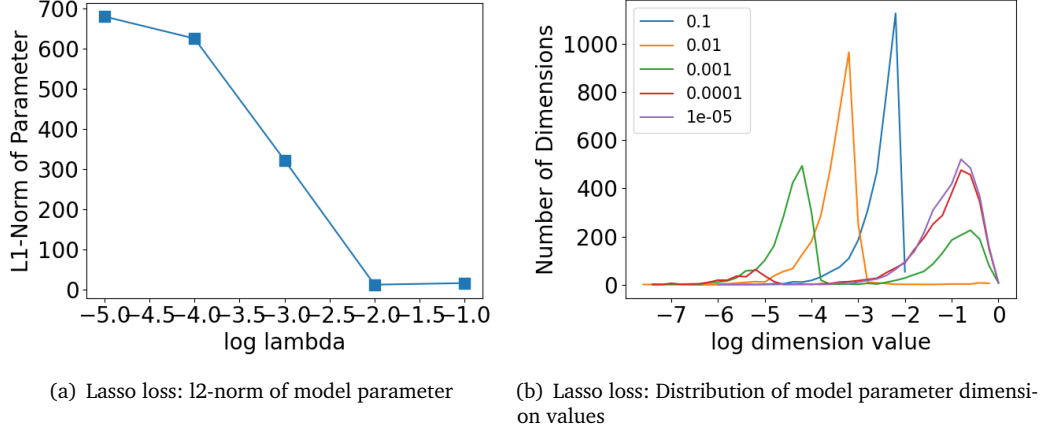 700
600
500
400
300
200
100
0
L1-Norm of Parameter
−5.0 −4.5 −4.0 −3.5 −3.0 −2.5 −2.0 −1.5 −1.0
log lambda
(a) Lasso loss: l2-norm of model parameter
0.1
0.01
0.001
0.0001
1e-05
1000
800
600
400
200
0
Number of Dimensions
−7 −6 −5 −4 −3 −2 −1 0
log dimension value
(b) Lasso loss: Distribution of model parameter dimensi-
on values